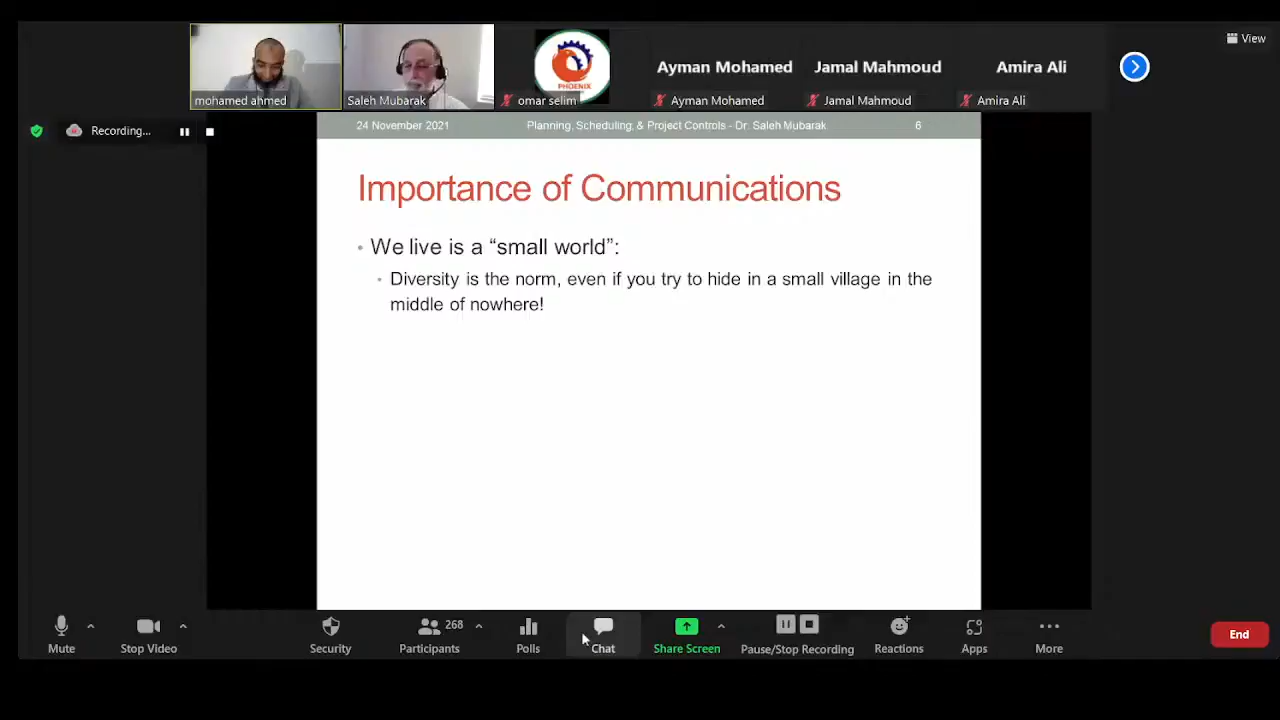 View
Ayman Mohamed
Jamal Mahmoud
Amira Ali
PHOENIX
mohamed ahmed
Saleh Mubarak
omar selim
Ayman Mohamed
Jamal Mahmoud
Amira Ali
Recording...
24 November 2021
Planning, Scheduling, & Project Controls - Dr. Saleh Mubarak
6
Importance of Communications
• We live is a “small world”:
• Diversity is the norm, even if you try to hide in a small village in the
middle of nowhere!
268
Mute
Stop Video
Security
Participants
Polls
Chat
Share Screen
Pause/Stop Recording
Reactions
Apps
More
End